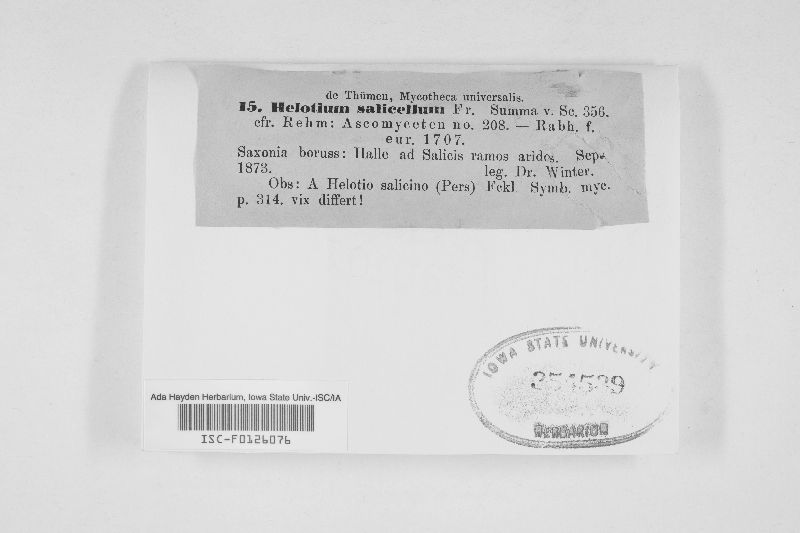 de Thümen, Mycotheca universalis.
15. Helotium salicellum Fr. Summa v. Sc. 356.
cfr. Rehm: Ascomyceten no. 208. — Rabh. f.
eur. 1707.
Saxonia boruss: Halle ad Salicis ramos aridos. Sept.
1873. leg. Dr. Winter.
Obs: A Helotio salicino (Pers) Fckl Symb. myc.
p. 314. vix differt!
IOWA STATE UNIVERSITY
354539
HERBARIUM
Ada Hayden Herbarium, Iowa State Univ.-ISC/IA
ISC-F0126076